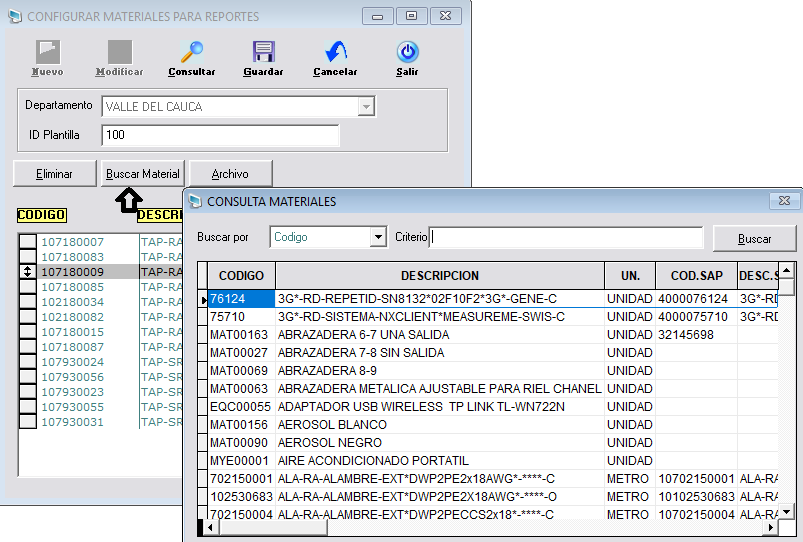 CONFIGURAR MATERIALES PARA REPORTES
Nuevo Modificar Consultar Guardar Cancelar Salir
Departamento VALLE DEL CAUCA
ID Plantilla 100
Eliminar Buscar Material Archivo
CODIGO DESCRI
107180007 TAP-RA
107180083 TAP-RA
107180009 TAP-RA
107180085 TAP-RA
102180034 TAP-RA
102180082 TAP-RA
107180015 TAP-RA
107180087 TAP-RA
107930024 TAP-SR
107930056 TAP-SR
107930023 TAP-SR
107930055 TAP-SR
107930031 TAP-SR
CONSULTA MATERIALES
Buscar por Codigo Criterio Buscar
CODIGO DESCRIPCION UN. COD.SAP DESC.S
76124 3G*-RD-REPETID-SN8132*02F10F2*3G*-GENE-C UNIDAD 4000076124 3G*-RD
75710 3G*-RD-SISTEMA-NXCLIENT*MEASUREME-SWIS-C UNIDAD 4000075710 3G*-RD
MAT00163 ABRAZADERA 6-7 UNA SALIDA UNIDAD 32145698
MAT00027 ABRAZADERA 7-8 SIN SALIDA UNIDAD
MAT00069 ABRAZADERA 8-9 UNIDAD
MAT00063 ABRAZADERA METALICA AJUSTABLE PARA RIEL CHANEL UNIDAD
EQC00055 ADAPTADOR USB WIRELESS TP LINK TL-WN722N UNIDAD
MAT00156 AEROSOL BLANCO UNIDAD
MAT00090 AEROSOL NEGRO UNIDAD
MYE00001 AIRE ACONDICIONADO PORTATIL UNIDAD
702150001 ALA-RA-ALAMBRE-EXT*DWP2PE2x18AWG*-****-C METRO 10702150001 ALA-RA
102530683 ALA-RA-ALAMBRE-EXT*DWP2PE2X18AWG*-****-O METRO 10102530683 ALA-RA
702150004 ALA-RA-ALAMBRE-EXT*DWP2PECCS2x18*-****-C METRO 10702150004 ALA-RA